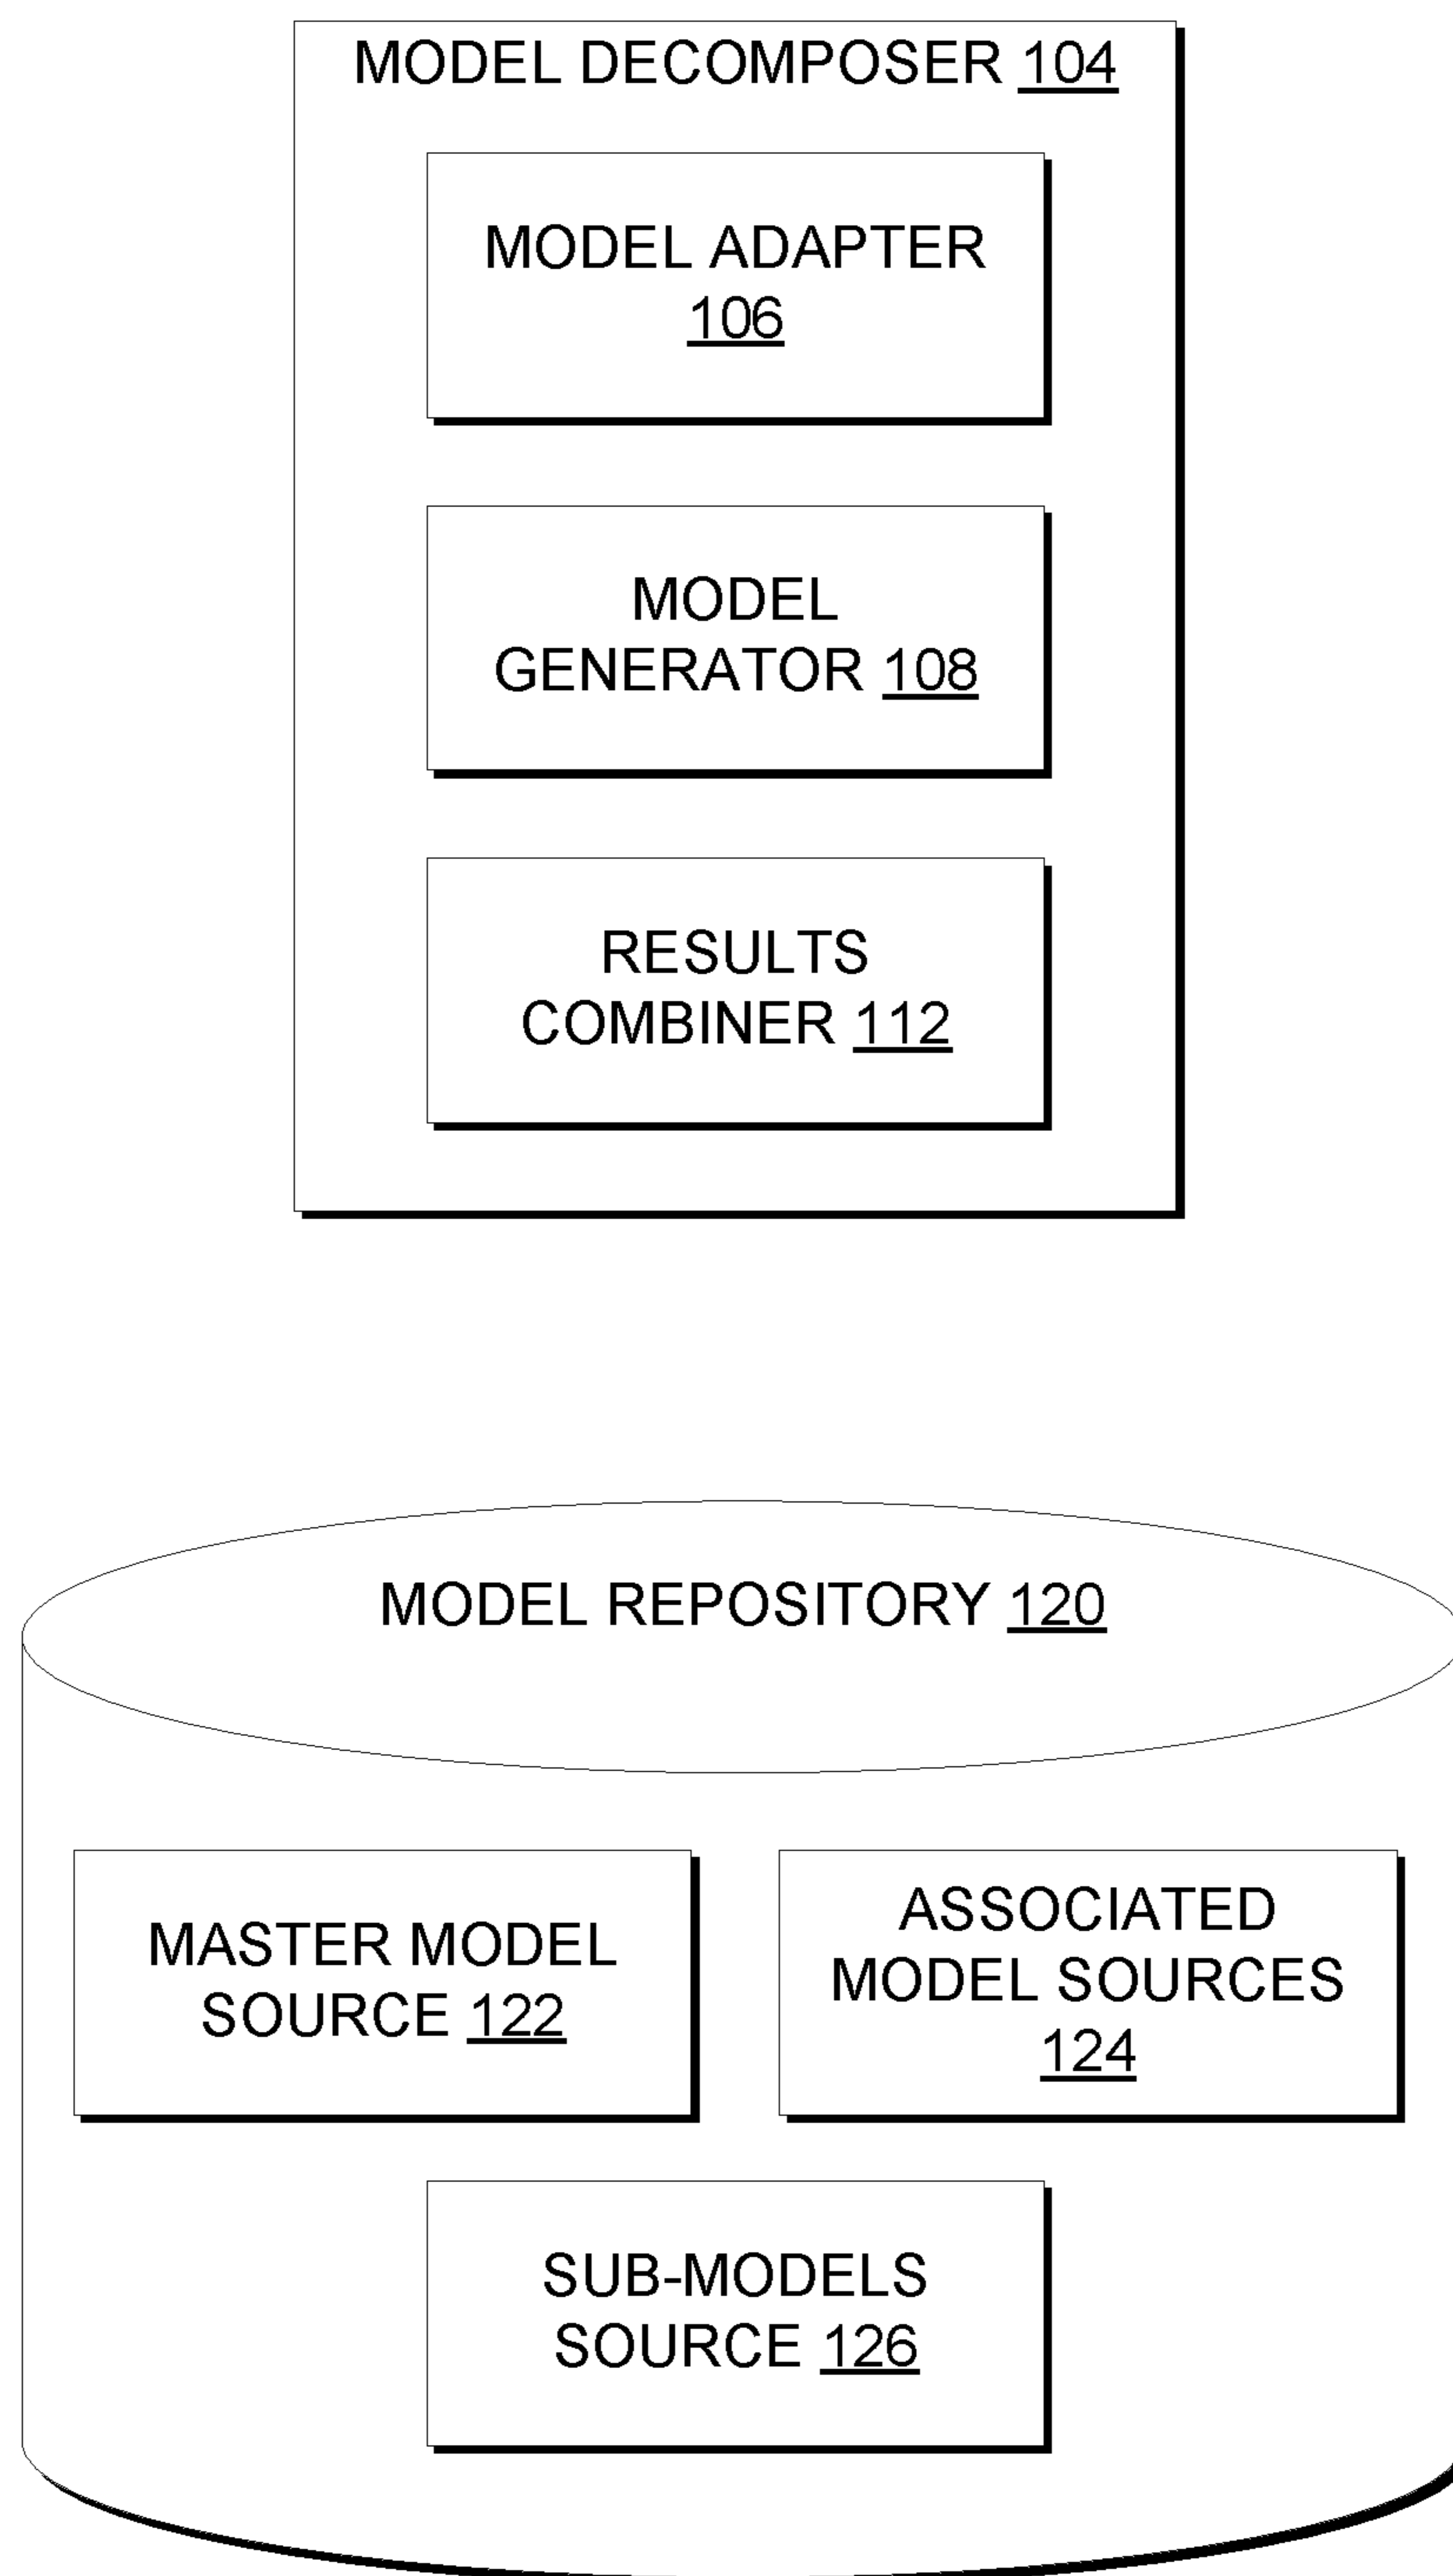 MODEL DECOMPOSER 104
MODEL ADAPTER
106
MODEL
GENERATOR 108
RESULTS
COMBINER 112
MODEL REPOSITORY 120
MASTER MODEL
SOURCE 122
ASSOCIATED
MODEL SOURCES
124
SUB-MODELS
SOURCE 126